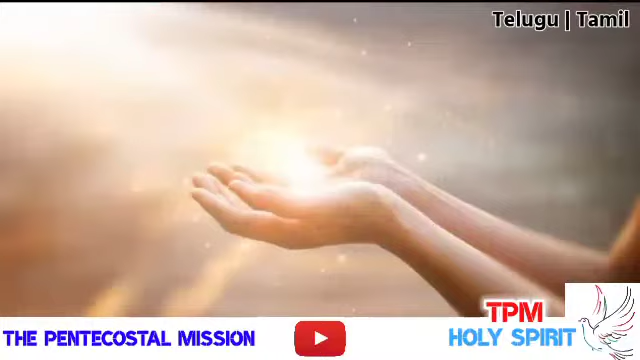 Telugu | Tamil
TPM
THE PENTECOSTAL MISSION
HOLY SPIRIT